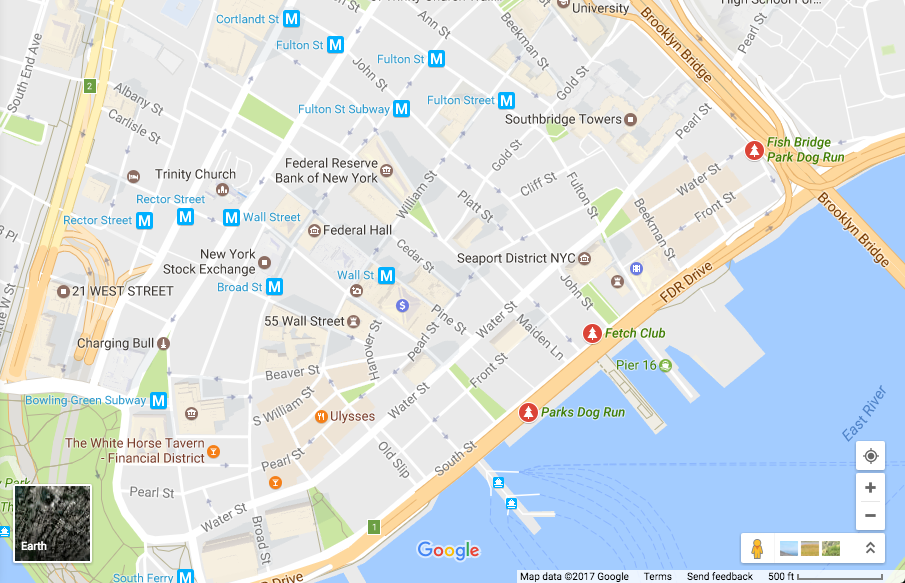 of Trinity Church Wall...
University
High School For...
Cortlandt St M
Ann St
Pearl St
Brooklyn Bridge
Fulton St M
Fulton St M
Beekman St
South End Ave
John St
Gold St
2
Albany St
Fulton St Subway M
Fulton Street M
Carlisle St
Southbridge Towers
Pearl St
Fish Bridge
Park Dog Run
Gold St
Federal Reserve
Bank of New York
Trinity Church
Cliff St
Fulton St
Water St
William St
Platt St
Front St
Beekman St
Rector Street
M
Rector Street M
M Wall Street
Brooklyn Bridge
Federal Hall
Cedar St
New York
Stock Exchange
Seaport District NYC
Wall St M
FDR Drive
Broad St M
21 WEST STREET
John St
$
55 Wall Street
Pine St
Water St
Maiden Ln
Fetch Club
Charging Bull
Hanover St
Pearl St
Front St
Pier 16
Beaver St
Bowling Green Subway M
S William St
Water St
Ulysses
Parks Dog Run
East River
The White Horse Tavern
- Financial District
Pearl St
Old Slip
South St
Pearl St
Water St
Broad St
1
Earth
Google
South Ferry M
Drive
+
−
Map data ©2017 Google Terms Send feedback 500 ft